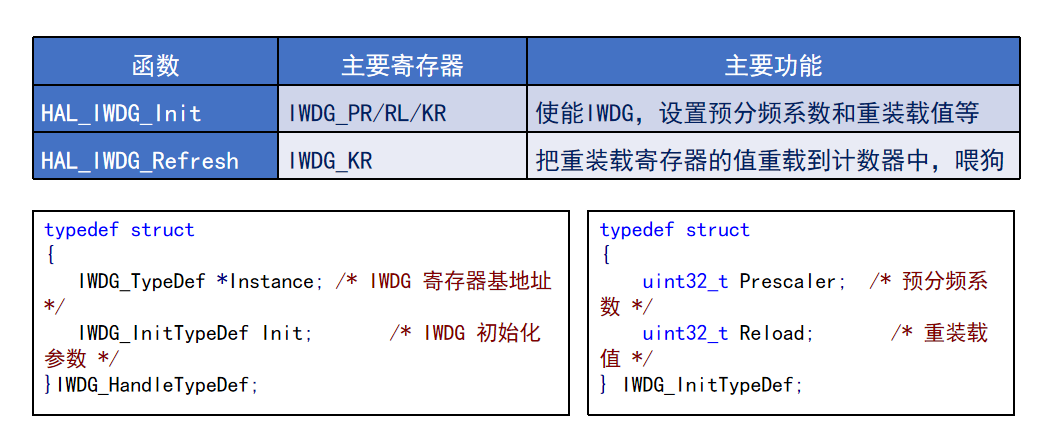 函数 主要寄存器 主要功能
HAL_IWDG_Init IWDG_PR/RL/KR 使能IWDG，设置预分频系数和重装载值等
HAL_IWDG_Refresh IWDG_KR 把重装载寄存器的值重载到计数器中，喂狗
typedef struct
{
IWDG_TypeDef *Instance; /* IWDG 寄存器基地址
*/
IWDG_InitTypeDef Init; /* IWDG 初始化
参数 */
}IWDG_HandleTypeDef;
typedef struct
{
uint32_t Prescaler; /* 预分频系
数 */
uint32_t Reload; /* 重装载
值 */
} IWDG_InitTypeDef;